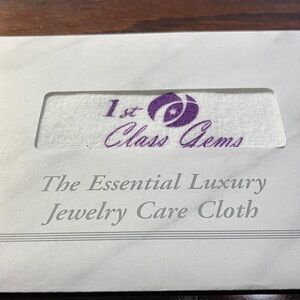 1st
Class Gems
The Essential Luxury
Jewelry Care Cloth